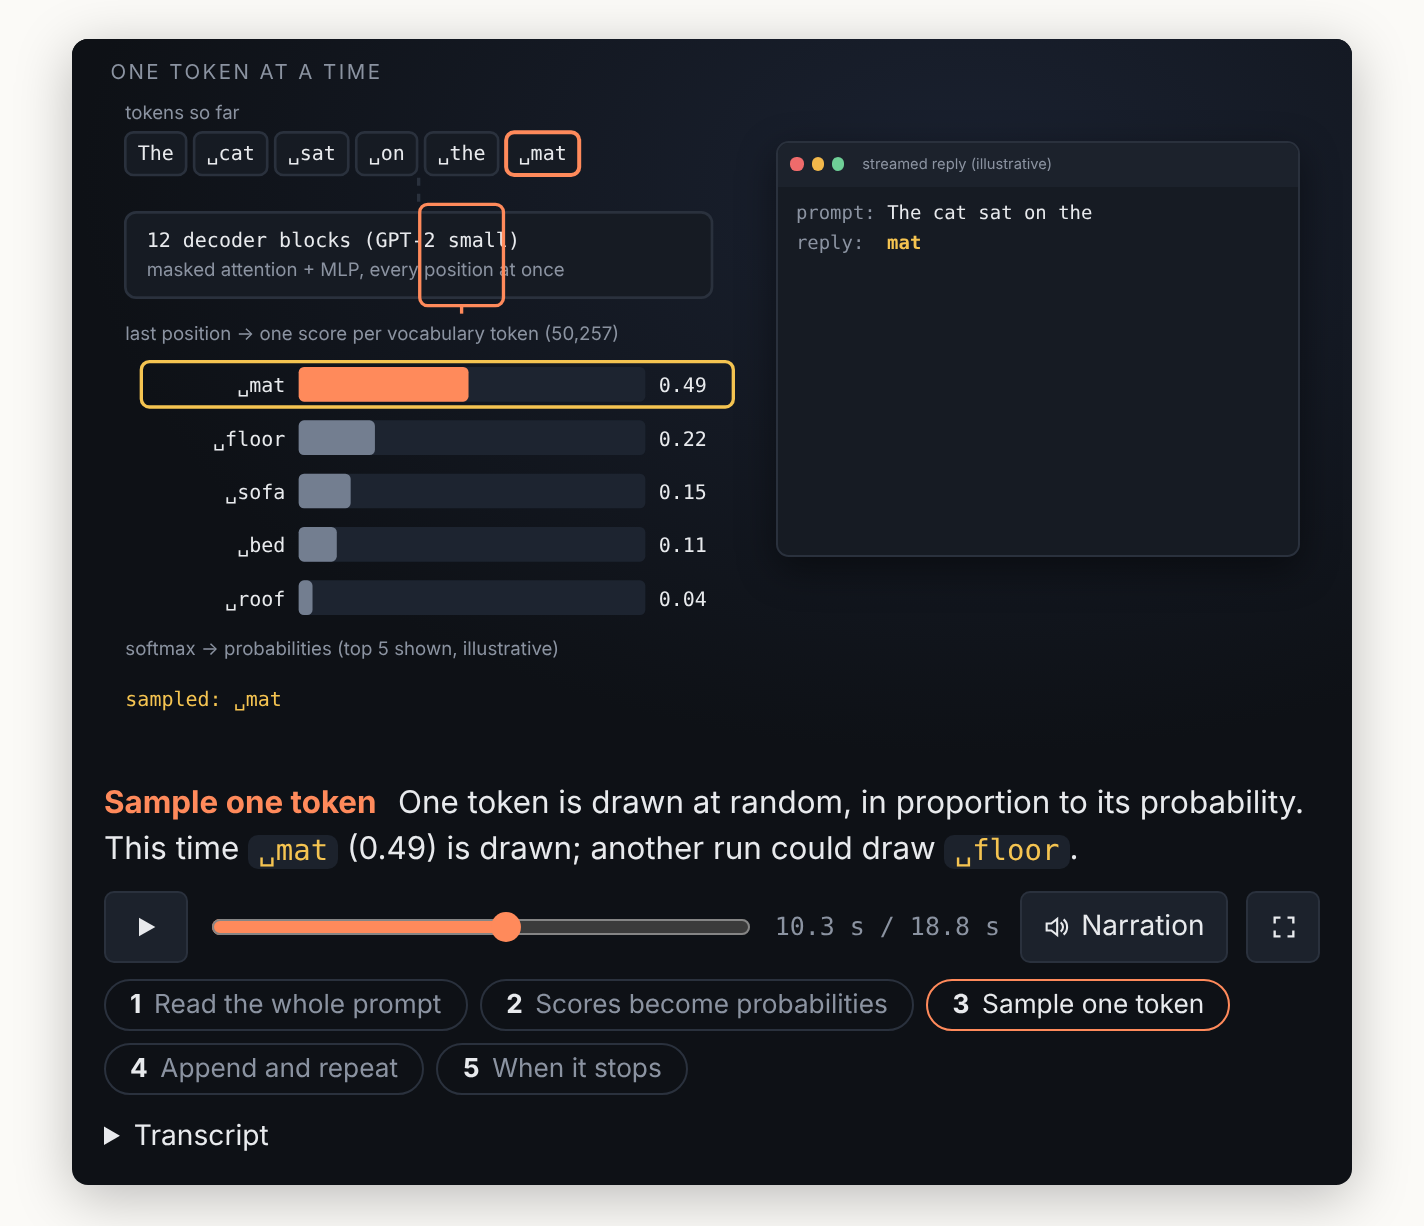 ONE TOKEN AT A TIME
tokens so far
The ␣cat ␣sat ␣on ␣the ␣mat
12 decoder blocks (GPT-2 small)
masked attention + MLP, every position at once
last position → one score per vocabulary token (50,257)
␣mat 0.49
␣floor 0.22
␣sofa 0.15
␣bed 0.11
␣roof 0.04
softmax → probabilities (top 5 shown, illustrative)
sampled: ␣mat
streamed reply (illustrative)
prompt: The cat sat on the
reply: mat
Sample one token One token is drawn at random, in proportion to its probability.
This time ␣mat (0.49) is drawn; another run could draw ␣floor.
10.3 s / 18.8 s Narration
1 Read the whole prompt 2 Scores become probabilities 3 Sample one token
4 Append and repeat 5 When it stops
Transcript